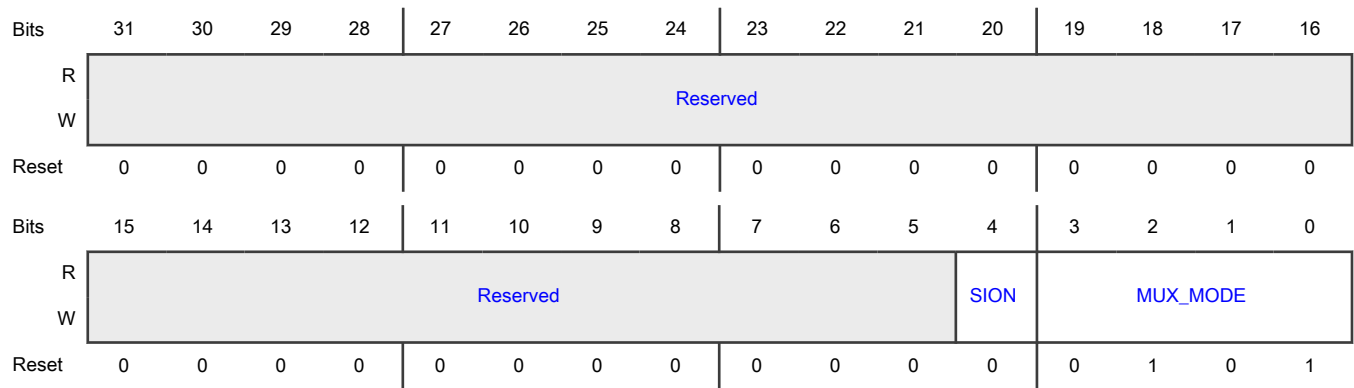 Bits 31 30 29 28 27 26 25 24 23 22 21 20 19 18 17 16
R
Reserved
W
Reset 0 0 0 0 0 0 0 0 0 0 0 0 0 0 0 0
Bits 15 14 13 12 11 10 9 8 7 6 5 4 3 2 1 0
R
Reserved SION MUX_MODE
W
Reset 0 0 0 0 0 0 0 0 0 0 0 0 0 1 0 1